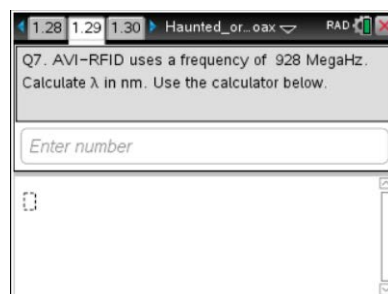 1.28 1.29 1.30 Haunted_or...oax RAD
Q7. AVI-RFID uses a frequency of 928 MegaHz.
Calculate λ in nm. Use the calculator below.
Enter number